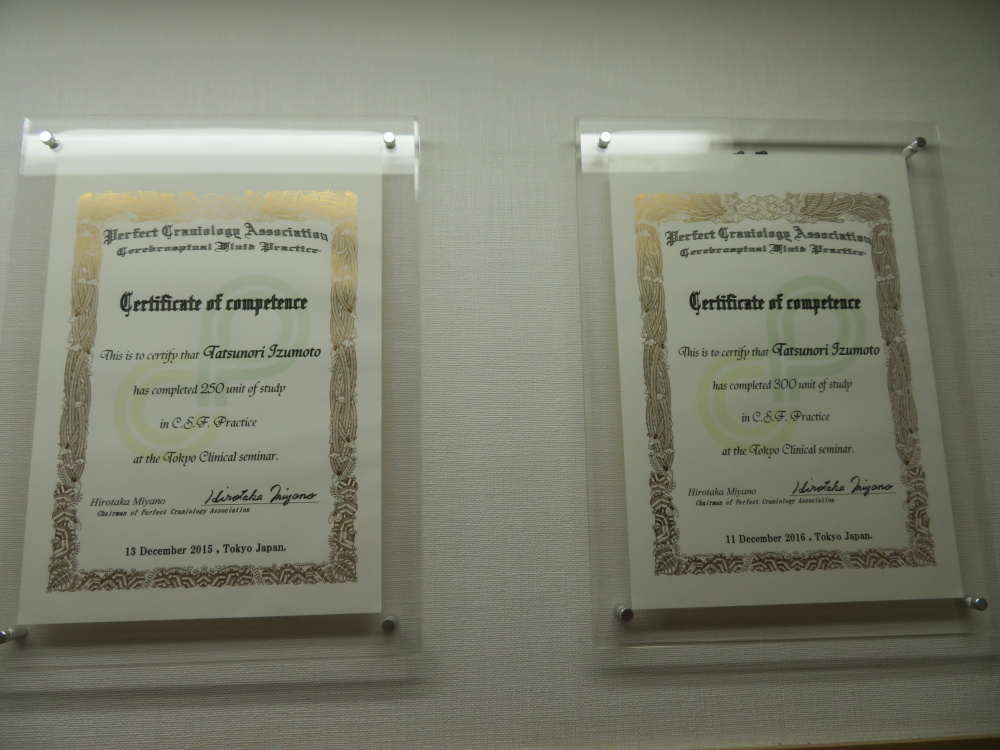 Perfect Craniology Association
Cerebrospinal Fluid Practice
Certificate of competence
This is to certify that Tatsunori Izumoto
has completed 250 unit of study
in C.S.F. Practice
at the Tokyo Clinical seminar.
Hirotaka Miyano Hirotaka Miyano
Chairman of Perfect Craniology Association
13 December 2015 , Tokyo Japan.
Perfect Craniology Association
Cerebrospinal Fluid Practice
Certificate of competence
This is to certify that Tatsunori Izumoto
has completed 300 unit of study
in C.S.F. Practice
at the Tokyo Clinical seminar.
Hirotaka Miyano Hirotaka Miyano
Chairman of Perfect Craniology Association
11 December 2016 , Tokyo Japan.